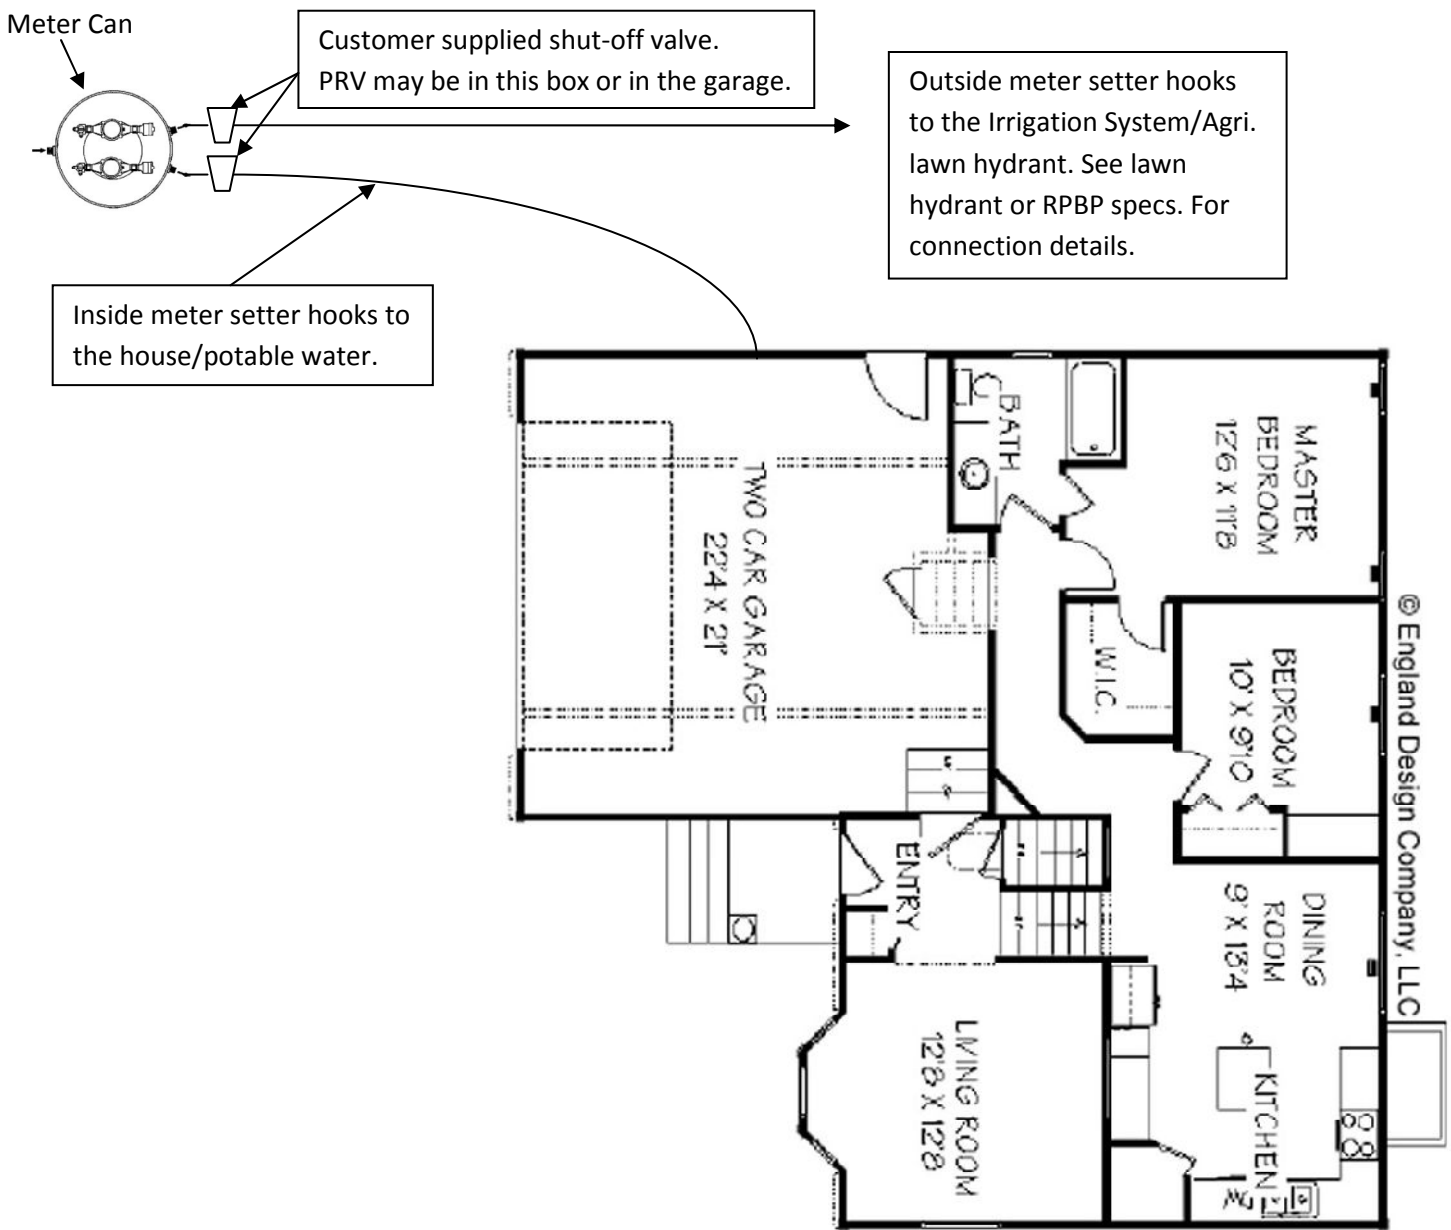 Meter Can
Customer supplied shut-off valve.
PRV may be in this box or in the garage.
Outside meter setter hooks
to the Irrigation System/Agri.
lawn hydrant. See lawn
hydrant or RPBP specs. For
connection details.
Inside meter setter hooks to
the house/potable water.
BATH
MASTER
BEDROOM
12'6 X 11'8
TWO CAR GARAGE
22'4 X 21'
W.I.C.
BEDROOM
10' X 9'10
© England Design Company, LLC
ENTRY
DINING
ROOM
9' X 13'4
LIVING ROOM
12'8 X 12'8
KITCHEN